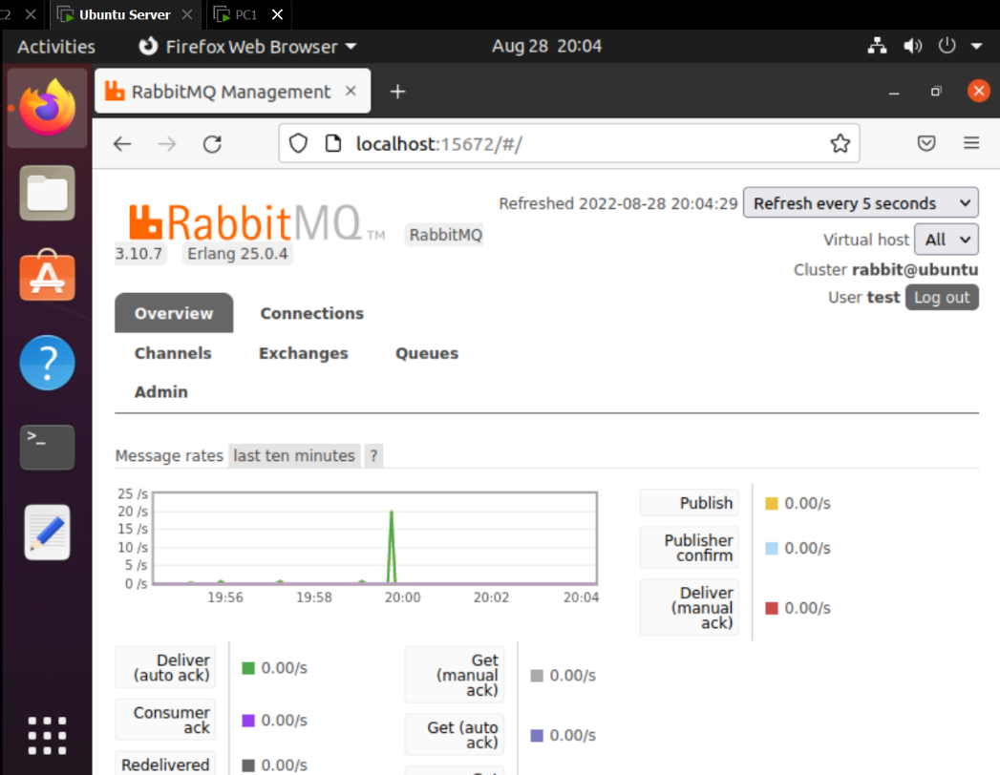 C2 Ubuntu Server PC1
Activities Firefox Web Browser Aug 28 20:04
RabbitMQ Management
localhost:15672/#/
Refreshed 2022-08-28 20:04:29 Refresh every 5 seconds
RabbitMQ TM RabbitMQ
Virtual host All
3.10.7 Erlang 25.0.4
Cluster rabbit@ubuntu
User test Log out
Overview Connections
Channels Exchanges Queues
Admin
Message rates last ten minutes ?
25 /s
20 /s
15 /s
10 /s
5 /s
0 /s
19:56 19:58 20:00 20:02 20:04
Publish 0.00/s
Publisher
confirm 0.00/s
Deliver
(manual
ack) 0.00/s
Deliver
(auto ack) 0.00/s
Get
(manual
ack) 0.00/s
Consumer
ack 0.00/s
Get (auto
ack) 0.00/s
Redelivered 0.00/s